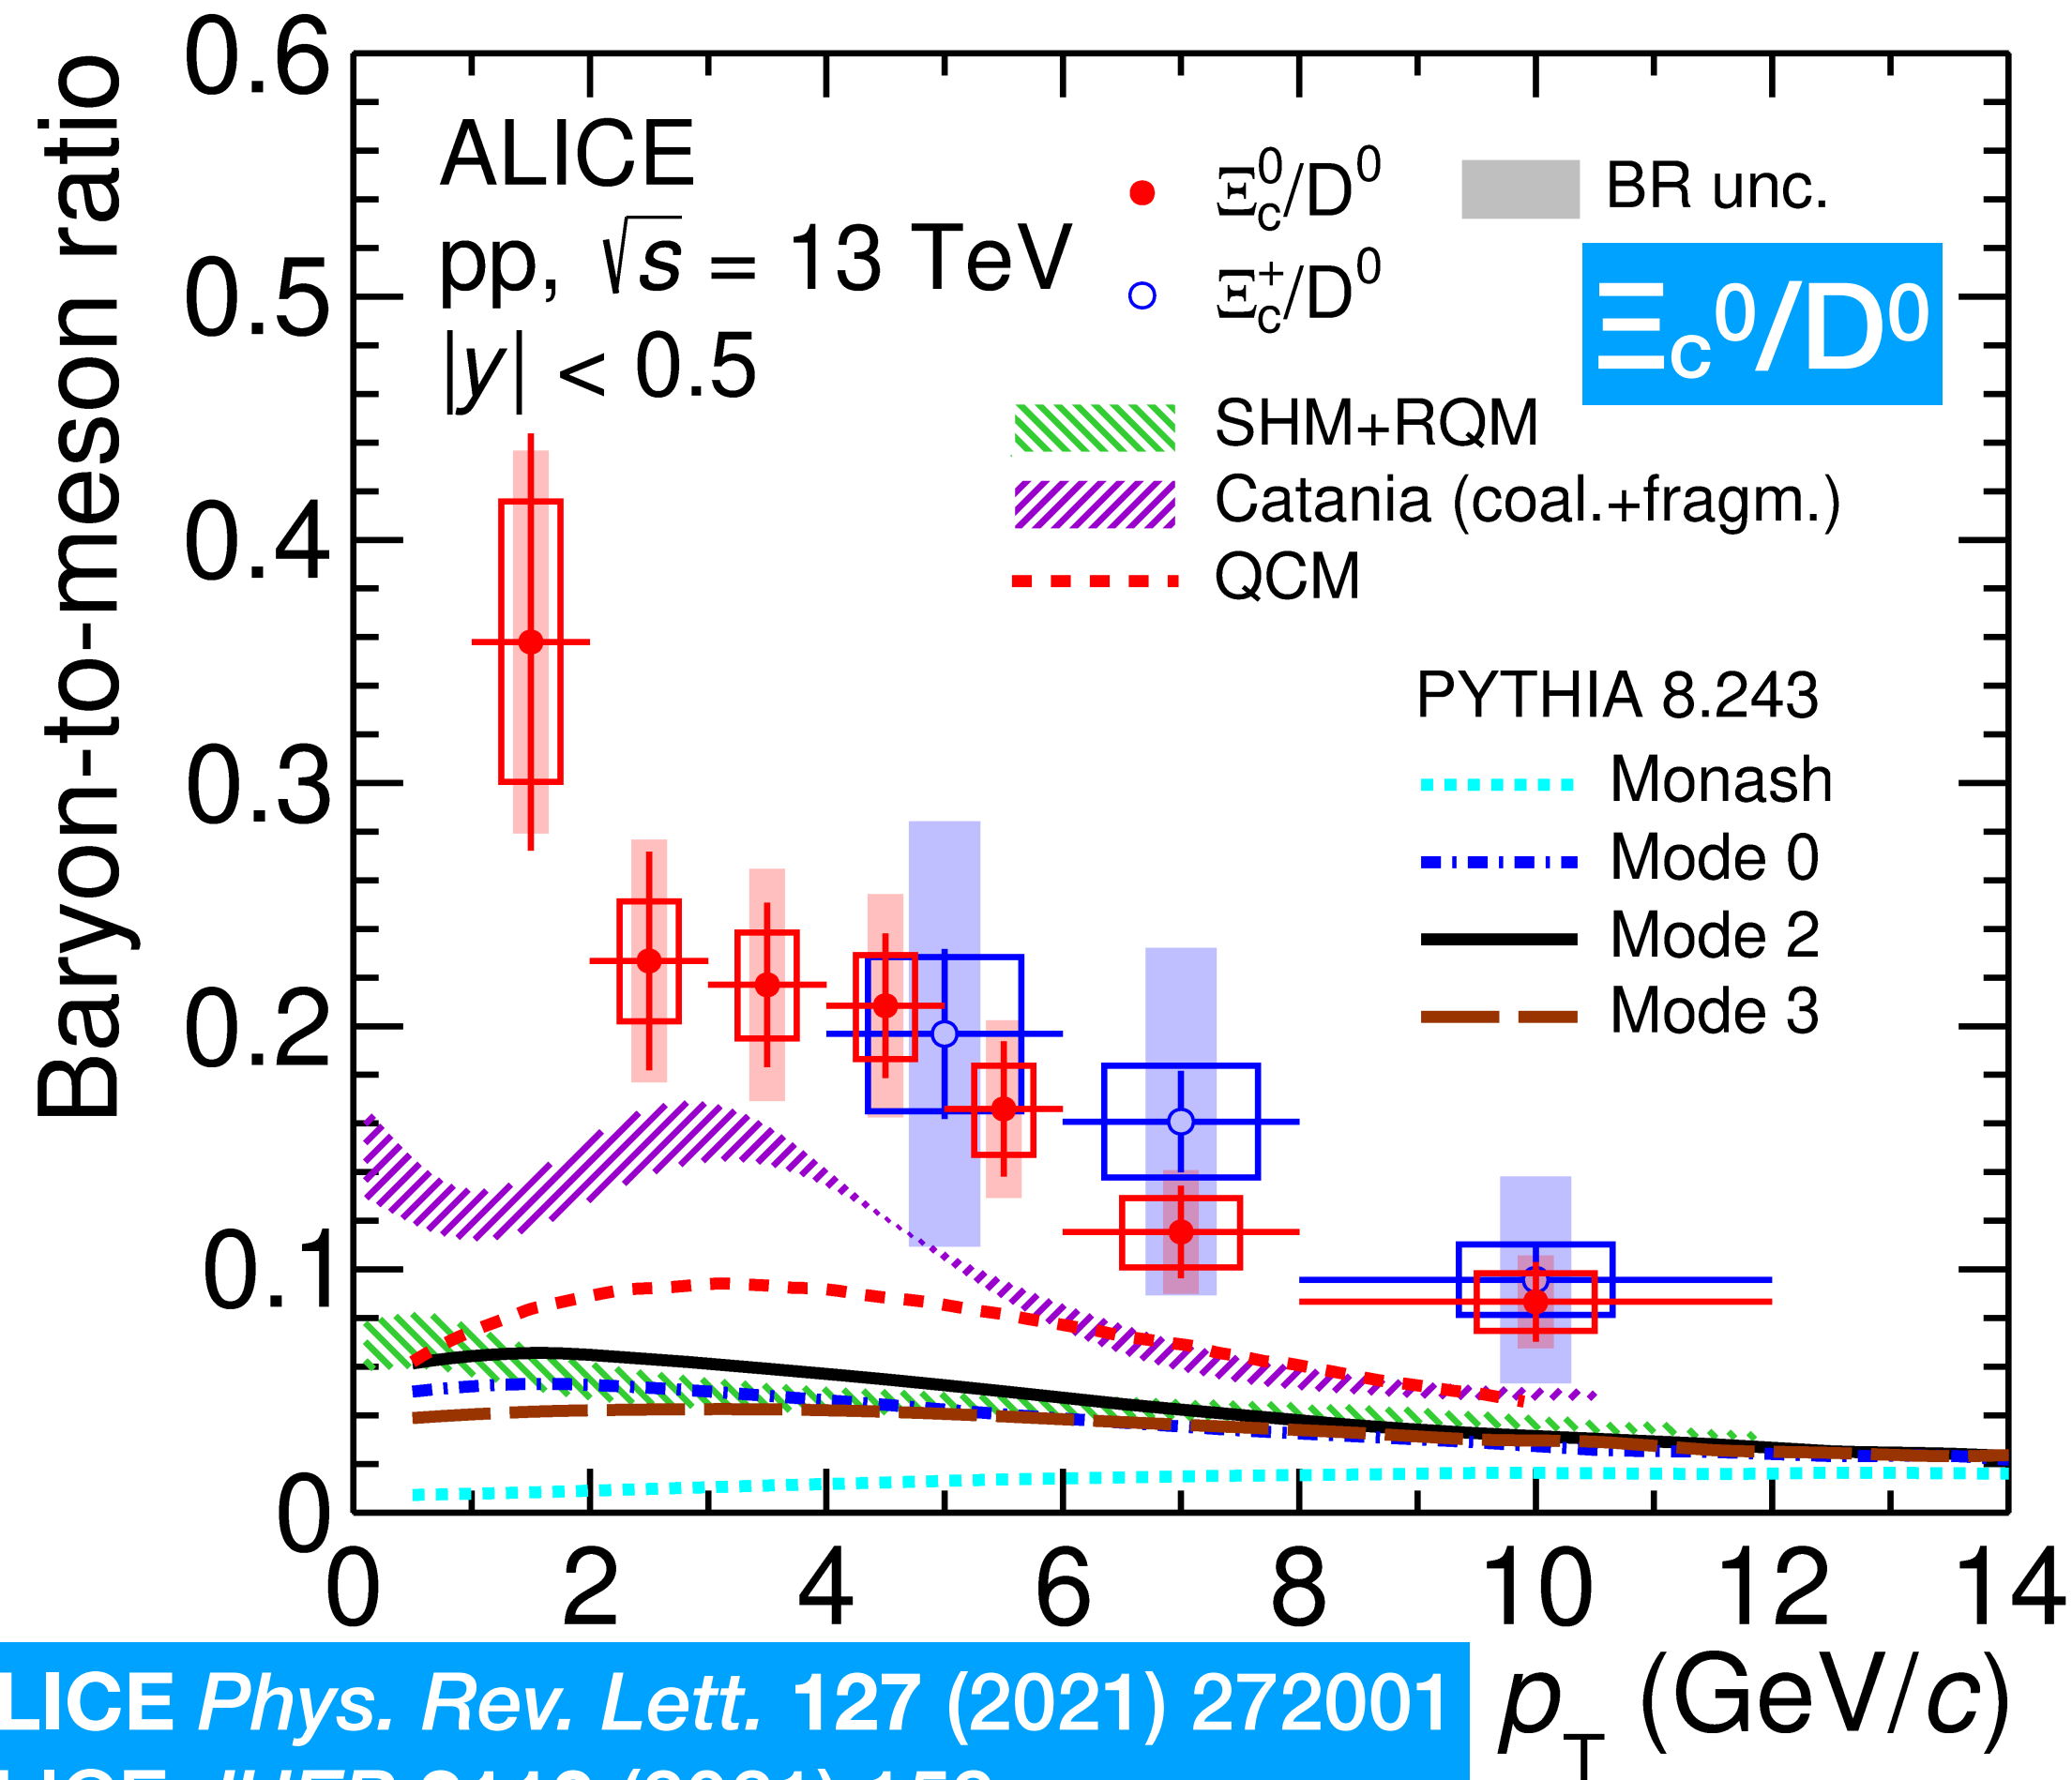 Baryon-to-meson ratio
0.6
0.5
0.4
0.3
0.2
0.1
0
ALICE
pp, √s = 13 TeV
|y| < 0.5
Ξc0/D0
Ξc+/D0
BR unc.
Ξc0/D0
SHM+RQM
Catania (coal.+fragm.)
QCM
PYTHIA 8.243
Monash
Mode 0
Mode 2
Mode 3
0 2 4 6 8 10 12 14
pT (GeV/c)
LICE Phys. Rev. Lett. 127 (2021) 272001